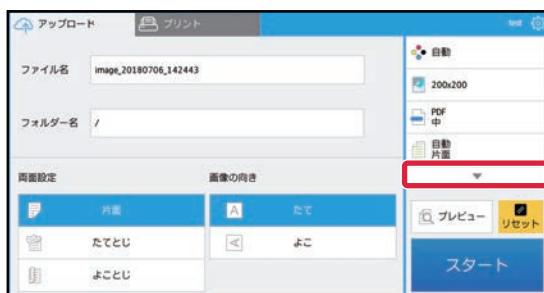 アップロード
プリント
test
ファイル名
image_20180706_142443
フォルダー名
/
両面設定
画像の向き
片面
たてとじ
よことじ
A
たて
A
よこ
自動
200x200
PDF
中
自動
片面
プレビュー
リセット
スタート